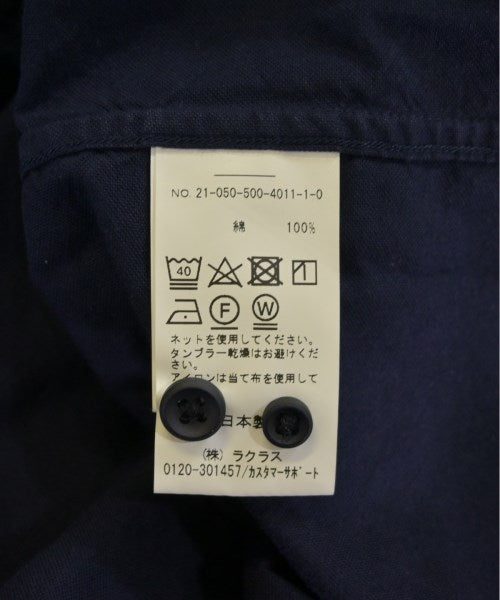 NO. 21-050-500-4011-1-0
綿 100%
40
F W
ネットを使用してください。
タンブラー乾燥はお避けくだ
さい。
アイロンは当て布を使用して
日本製
(株) ラクラス
0120-301457/カスタマーサポート